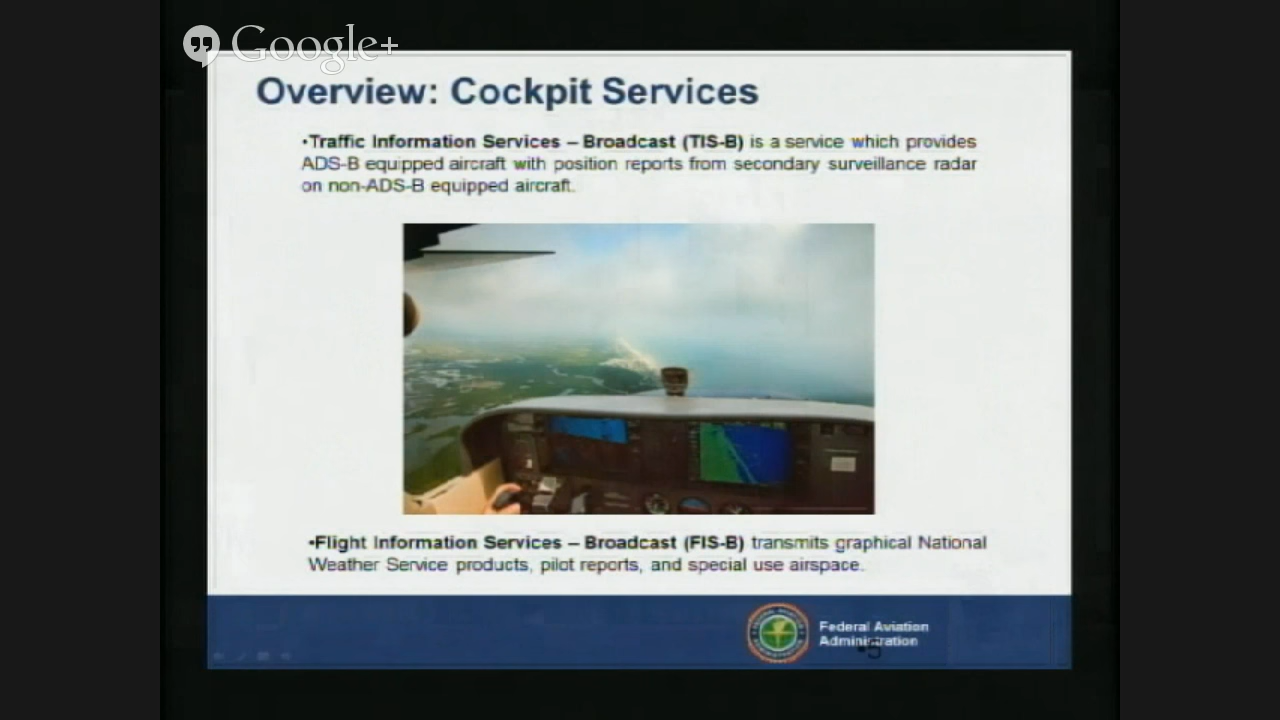 Google+
Overview: Cockpit Services
•Traffic Information Services – Broadcast (TIS-B) is a service which provides
ADS-B equipped aircraft with position reports from secondary surveillance radar
on non-ADS-B equipped aircraft.
•Flight Information Services – Broadcast (FIS-B) transmits graphical National
Weather Service products, pilot reports, and special use airspace.
Federal Aviation
Administration
•5